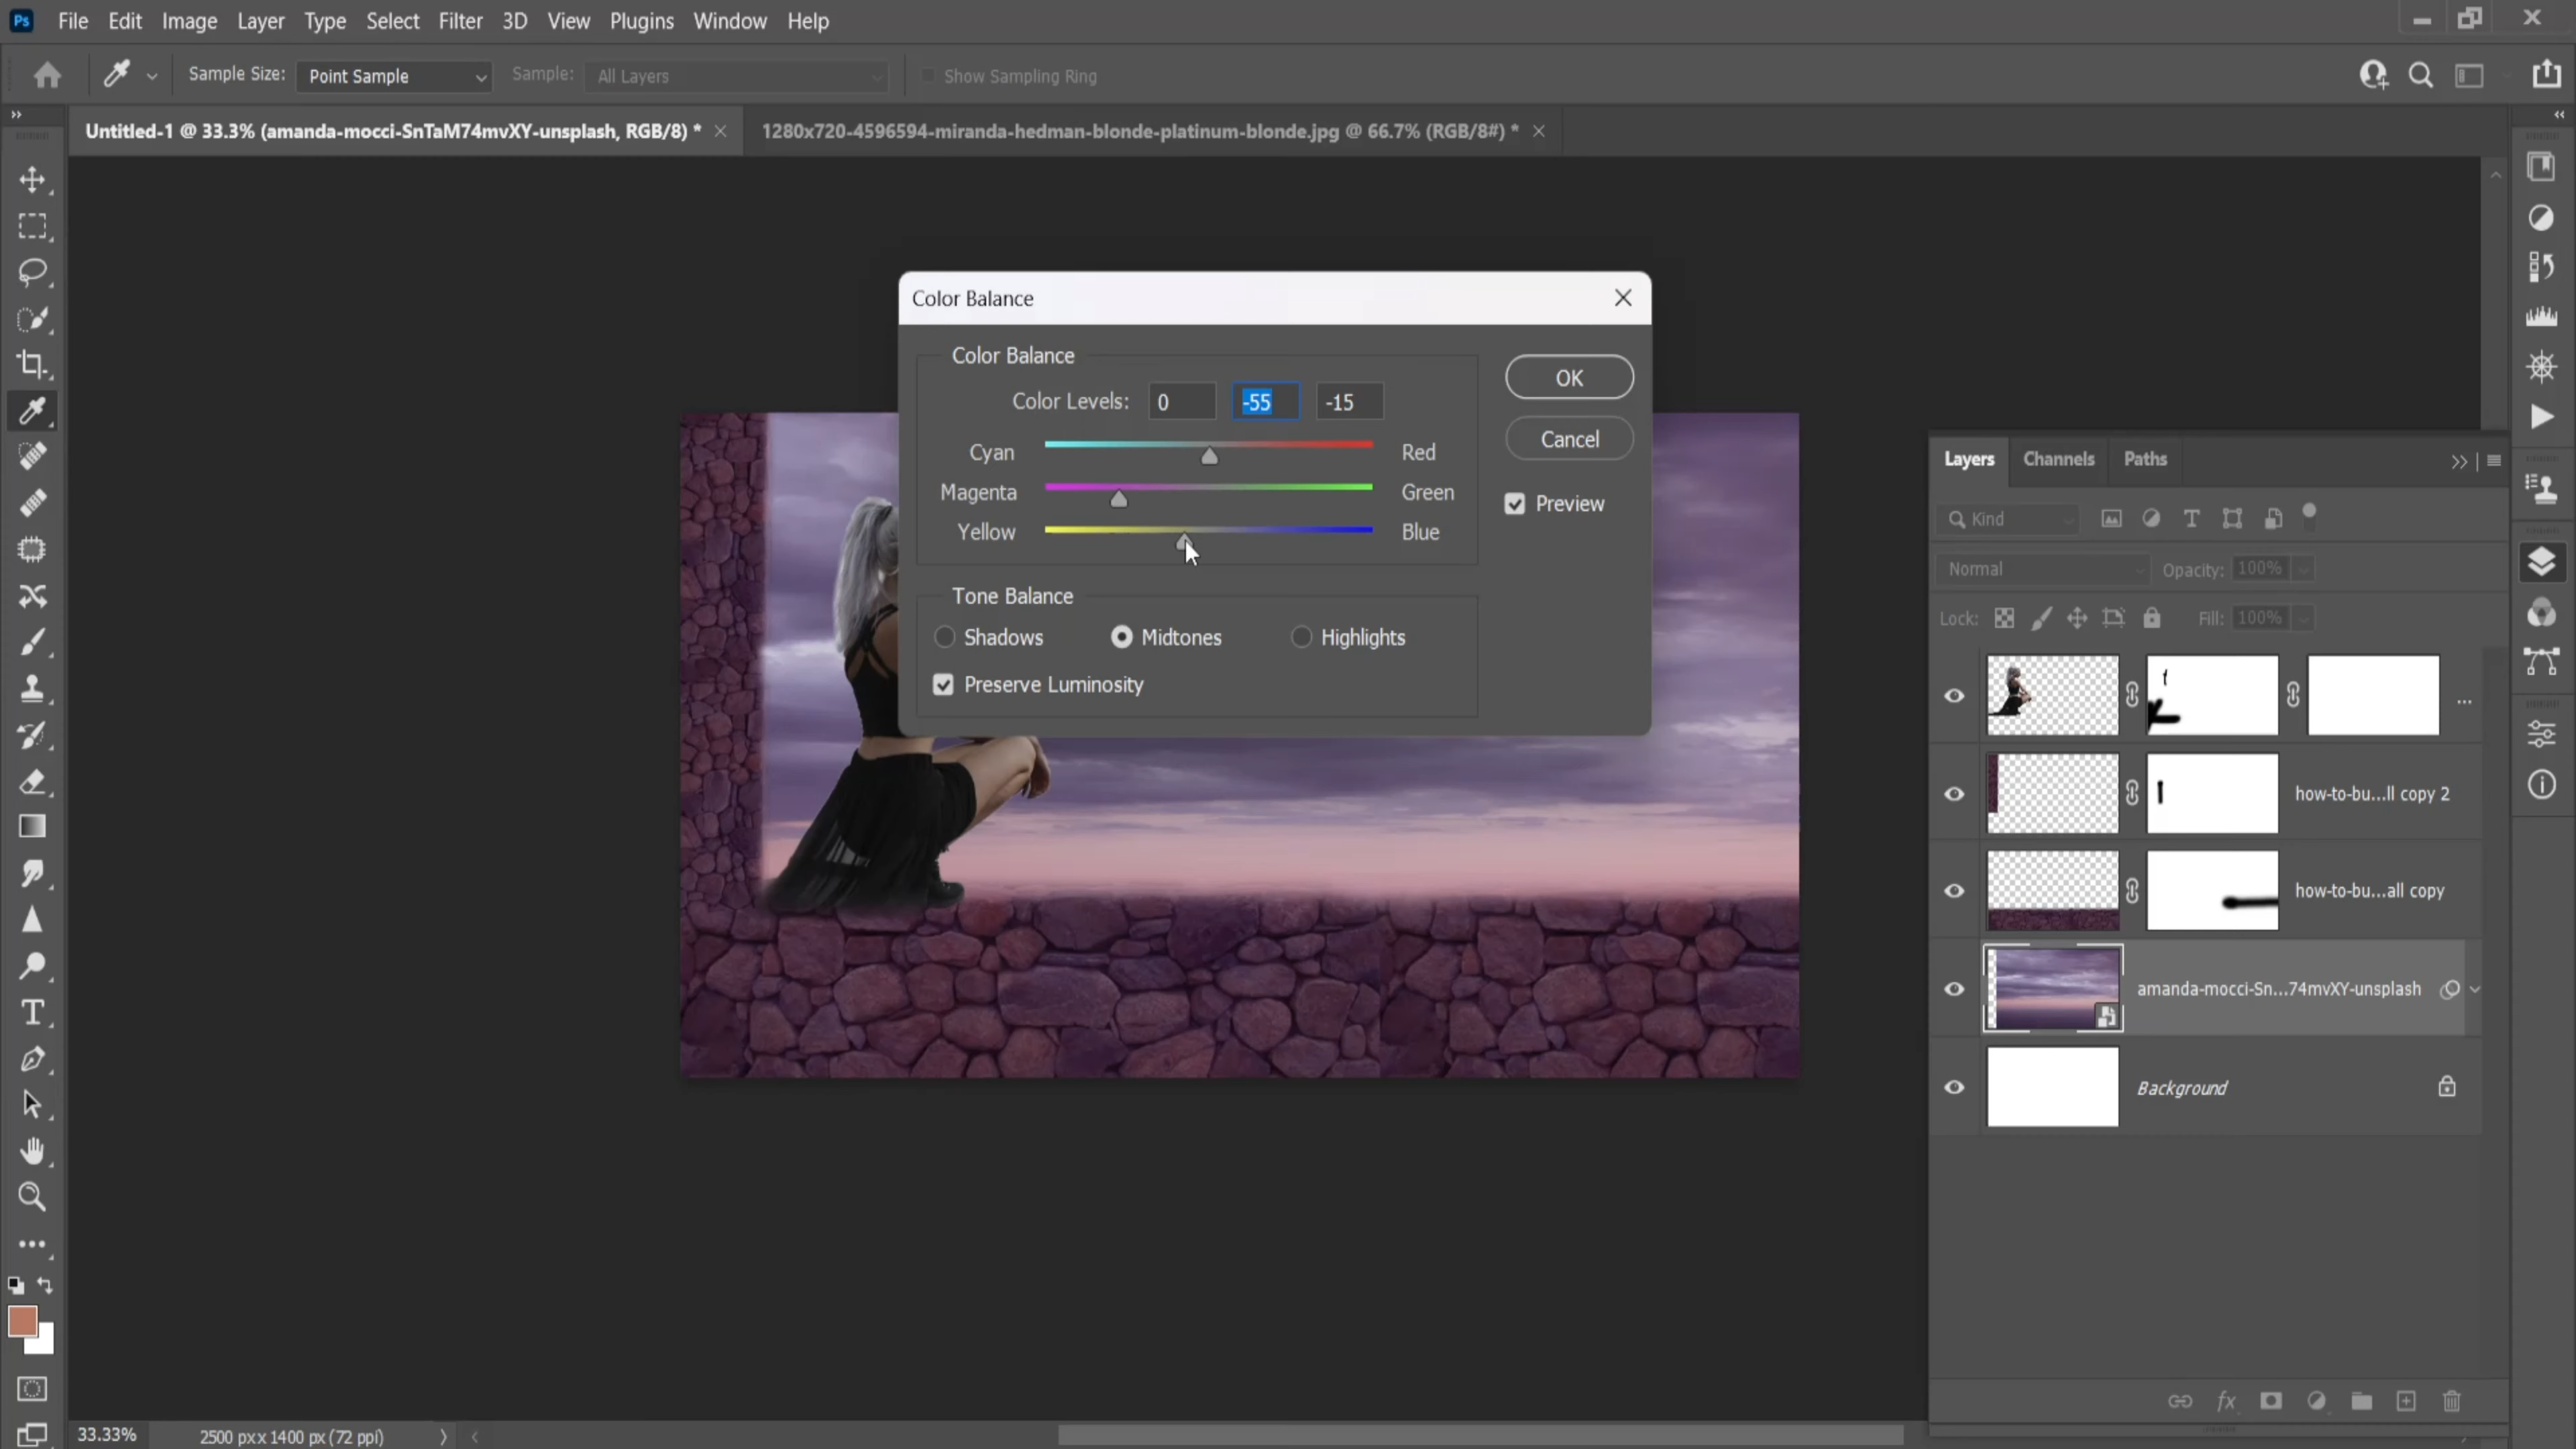 Ps File Edit Image Layer Type Select Filter 3D View Plugins Window Help
Sample Size: Point Sample Sample: All Layers Show Sampling Ring
Untitled-1 @ 33.3% (amanda-mocci-SnTaM74mvXY-unsplash, RGB/8) *
1280x720-4596594-miranda-hedman-blonde-platinum-blonde.jpg @ 66.7% (RGB/8#) *
Color Balance
Color Balance
Color Levels: 0 -55 -15
Cyan Red
Magenta Green
Yellow Blue
OK
Cancel
Preview
Tone Balance
Shadows Midtones Highlights
Preserve Luminosity
Layers Channels Paths
Kind
Normal Opacity: 100%
Lock: Fill: 100%
...
how-to-bu...ll copy 2
how-to-bu...all copy
amanda-mocci-Sn...74mvXY-unsplash
Background
33.33% 2500 px x 1400 px (72 ppi)